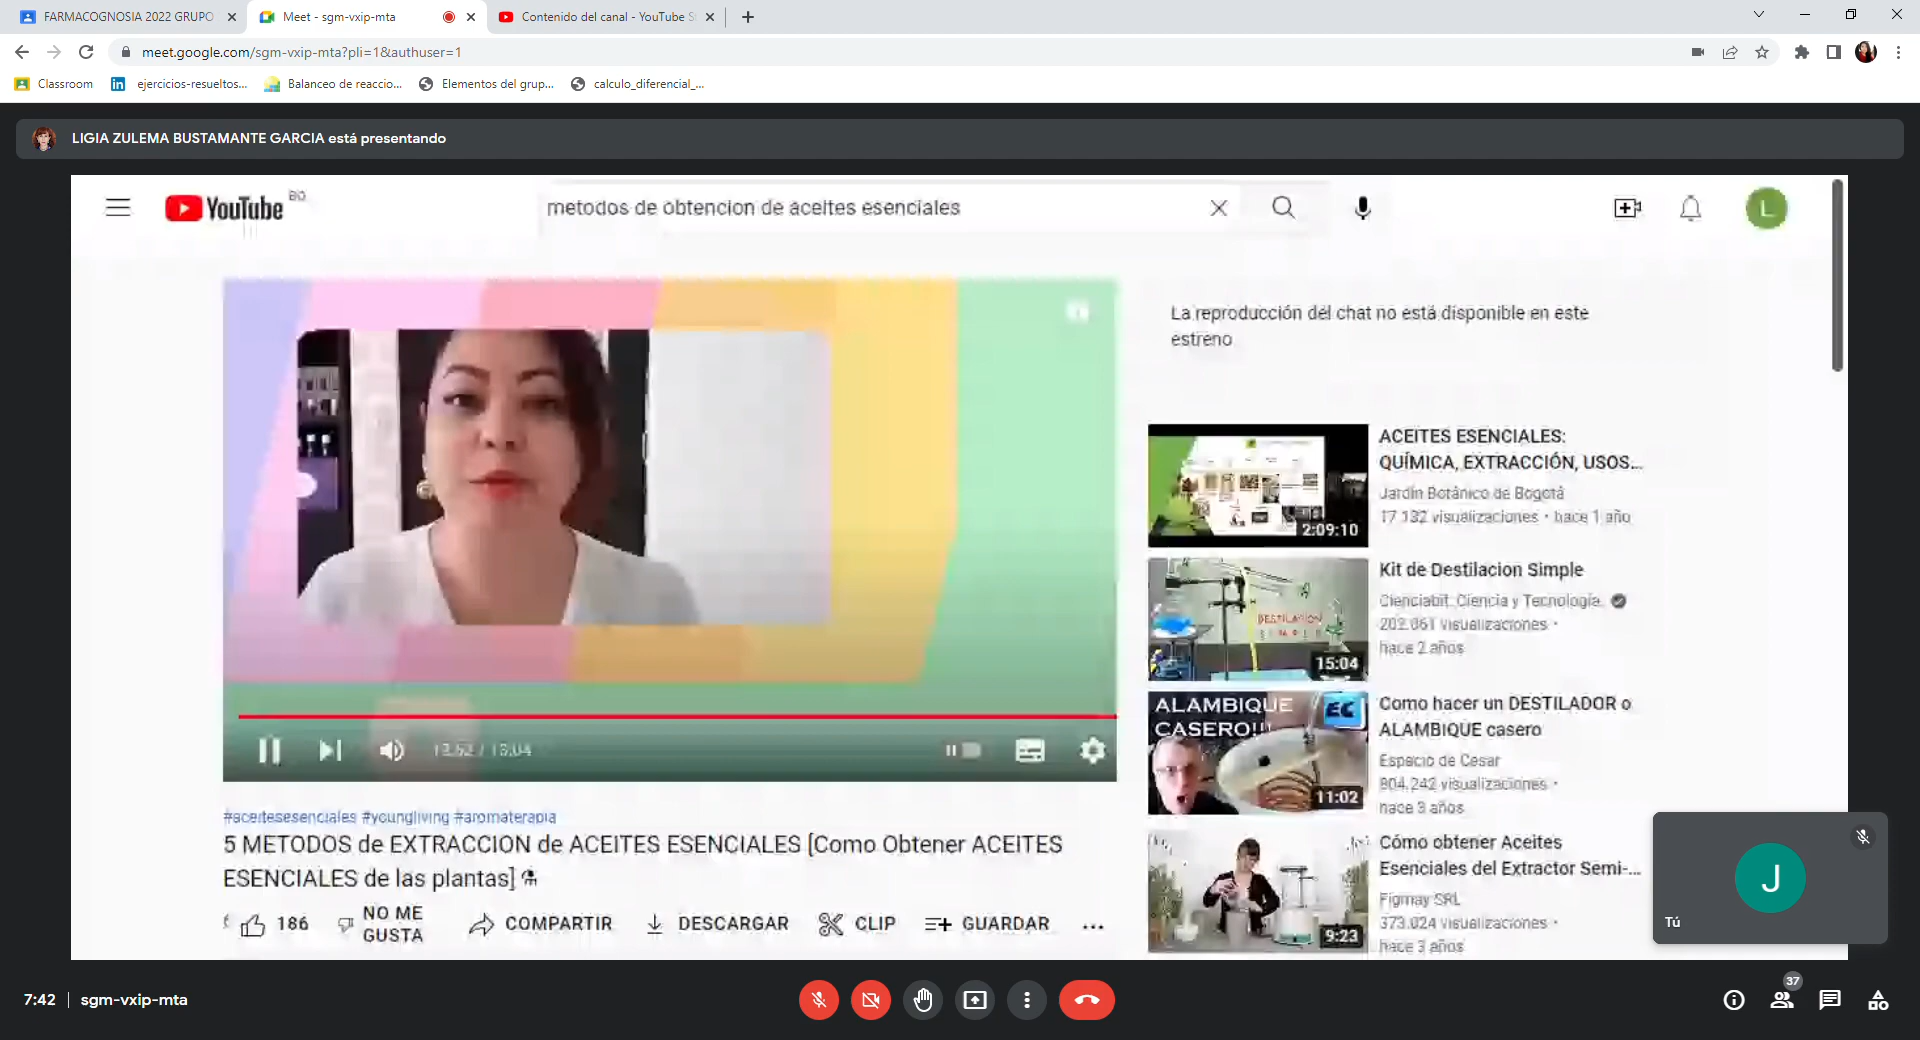 FARMACOGNOSIA 2022 GRUPO
Meet - sgm-vxip-mta
Contenido del canal - YouTube S
meet.google.com/sgm-vxip-mta?pli=1&authuser=1
Classroom
ejercicios-resueltos...
Balanceo de reaccio...
Elementos del grup...
calculo_diferencial_...
LIGIA ZULEMA BUSTAMANTE GARCIA está presentando
YouTube BO
metodos de obtencion de aceites esenciales
L
La reproducción del chat no está disponible en este
estreno
ACEITES ESENCIALES:
QUÍMICA, EXTRACCIÓN, USOS...
Jardín Botánico de Bogotá
17.132 visualizaciones • hace 1 año
2:09:10
Kit de Destilacion Simple
Cienciabit: Ciencia y Tecnología
202.061 visualizaciones •
hace 2 años
DESTILACION
SIMPLE
15:04
ALAMBIQUE
CASERO!!!
EC
11:02
Como hacer un DESTILADOR o
ALAMBIQUE casero
Espacio de Cesar
804.242 visualizaciones •
hace 3 años
Cómo obtener Aceites
Esenciales del Extractor Semi-...
Figmay SRL
373.024 visualizaciones •
hace 3 años
9:23
#aceitesesenciales #youngliving #aromaterapia
5 METODOS de EXTRACCION de ACEITES ESENCIALES [Como Obtener ACEITES
ESENCIALES de las plantas]
186
NO ME
GUSTA
COMPARTIR
DESCARGAR
CLIP
GUARDAR
J
Tú
7:42 | sgm-vxip-mta
37